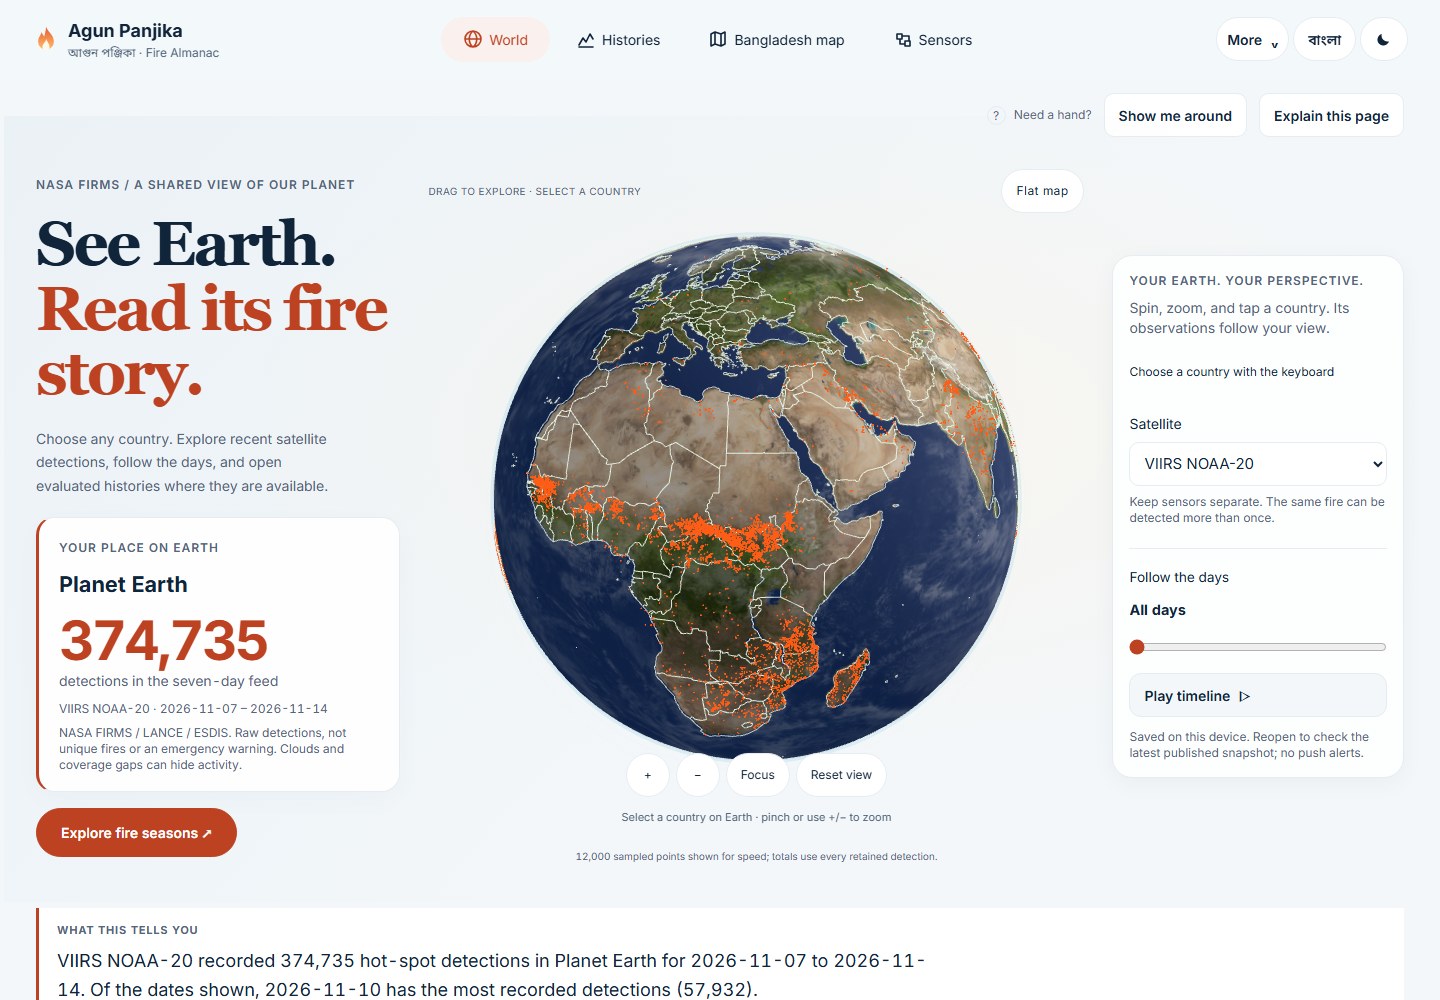 Agun Panjika
আগুন পঞ্জিকা · Fire Almanac
World
Histories
Bangladesh map
Sensors
More
বাংলা
? Need a hand?
Show me around
Explain this page
NASA FIRMS / A SHARED VIEW OF OUR PLANET
See Earth.
Read its fire
story.
Choose any country. Explore recent satellite
detections, follow the days, and open
evaluated histories where they are available.
YOUR PLACE ON EARTH
Planet Earth
374,735
detections in the seven-day feed
VIIRS NOAA-20 · 2026-11-07 – 2026-11-14
NASA FIRMS / LANCE / ESDIS. Raw detections, not
unique fires or an emergency warning. Clouds and
coverage gaps can hide activity.
Explore fire seasons ↗
DRAG TO EXPLORE · SELECT A COUNTRY
Flat map
+
−
Focus
Reset view
Select a country on Earth · pinch or use +/− to zoom
12,000 sampled points shown for speed; totals use every retained detection.
YOUR EARTH. YOUR PERSPECTIVE.
Spin, zoom, and tap a country. Its
observations follow your view.
Choose a country with the keyboard
Satellite
VIIRS NOAA-20
Keep sensors separate. The same fire can be
detected more than once.
Follow the days
All days
Play timeline
Saved on this device. Reopen to check the
latest published snapshot; no push alerts.
WHAT THIS TELLS YOU
VIIRS NOAA-20 recorded 374,735 hot-spot detections in Planet Earth for 2026-11-07 to 2026-11-
14. Of the dates shown, 2026-11-10 has the most recorded detections (57,932).